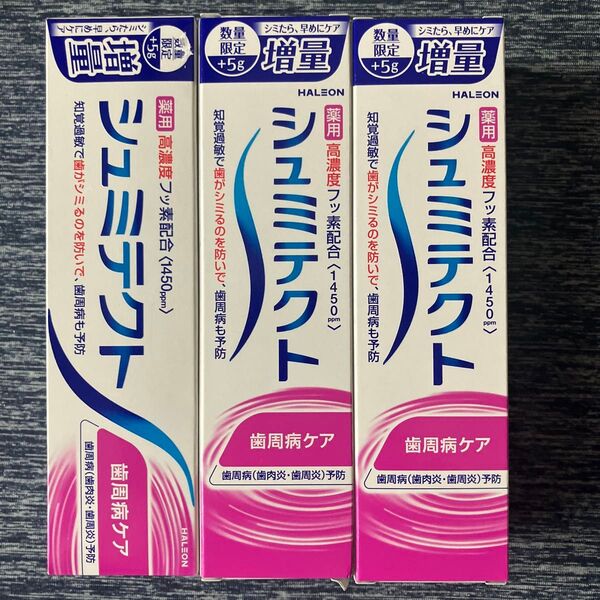 シミたら、早めにケア
数量
限定
+5g
増量
薬用
高濃度フッ素配合〈1450ppm〉
シュミテクト
知覚過敏で歯がシミるのを防いで、歯周病も予防
歯周病ケア
歯周病(歯肉炎・歯周炎)予防
HALEON
シミたら、早めにケア
数量
限定
+5g
増量
HALEON
薬用
高濃度フッ素配合〈1450ppm〉
シュミテクト
知覚過敏で歯がシミるのを防いで、歯周病も予防
歯周病ケア
歯周病(歯肉炎・歯周炎)予防
シミたら、早めにケア
数量
限定
+5g
増量
HALEON
薬用
高濃度フッ素配合〈1450ppm〉
シュミテクト
知覚過敏で歯がシミるのを防いで、歯周病も予防
歯周病ケア
歯周病(歯肉炎・歯周炎)予防